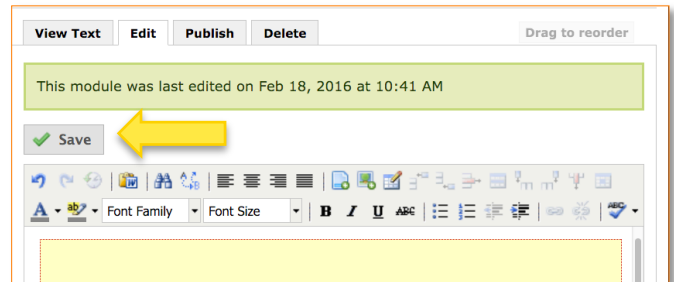 View Text Edit Publish Delete Drag to reorder
This module was last edited on Feb 18, 2016 at 10:41 AM
Save
Font Family Font Size B I U ABC ABC